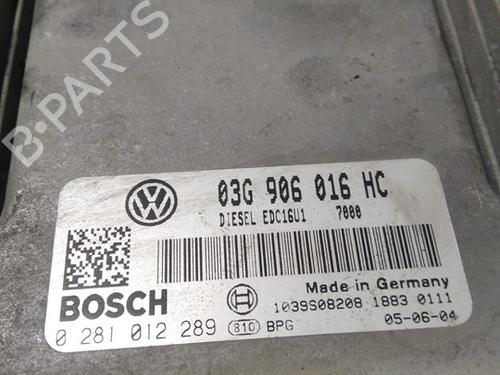 B-PARTS
03G 906 016 HC
DIESEL EDC16U1 7000
BOSCH
Made in Germany
1039S08208 1883 0111
0 281 012 289 810 BPG
05-06-04